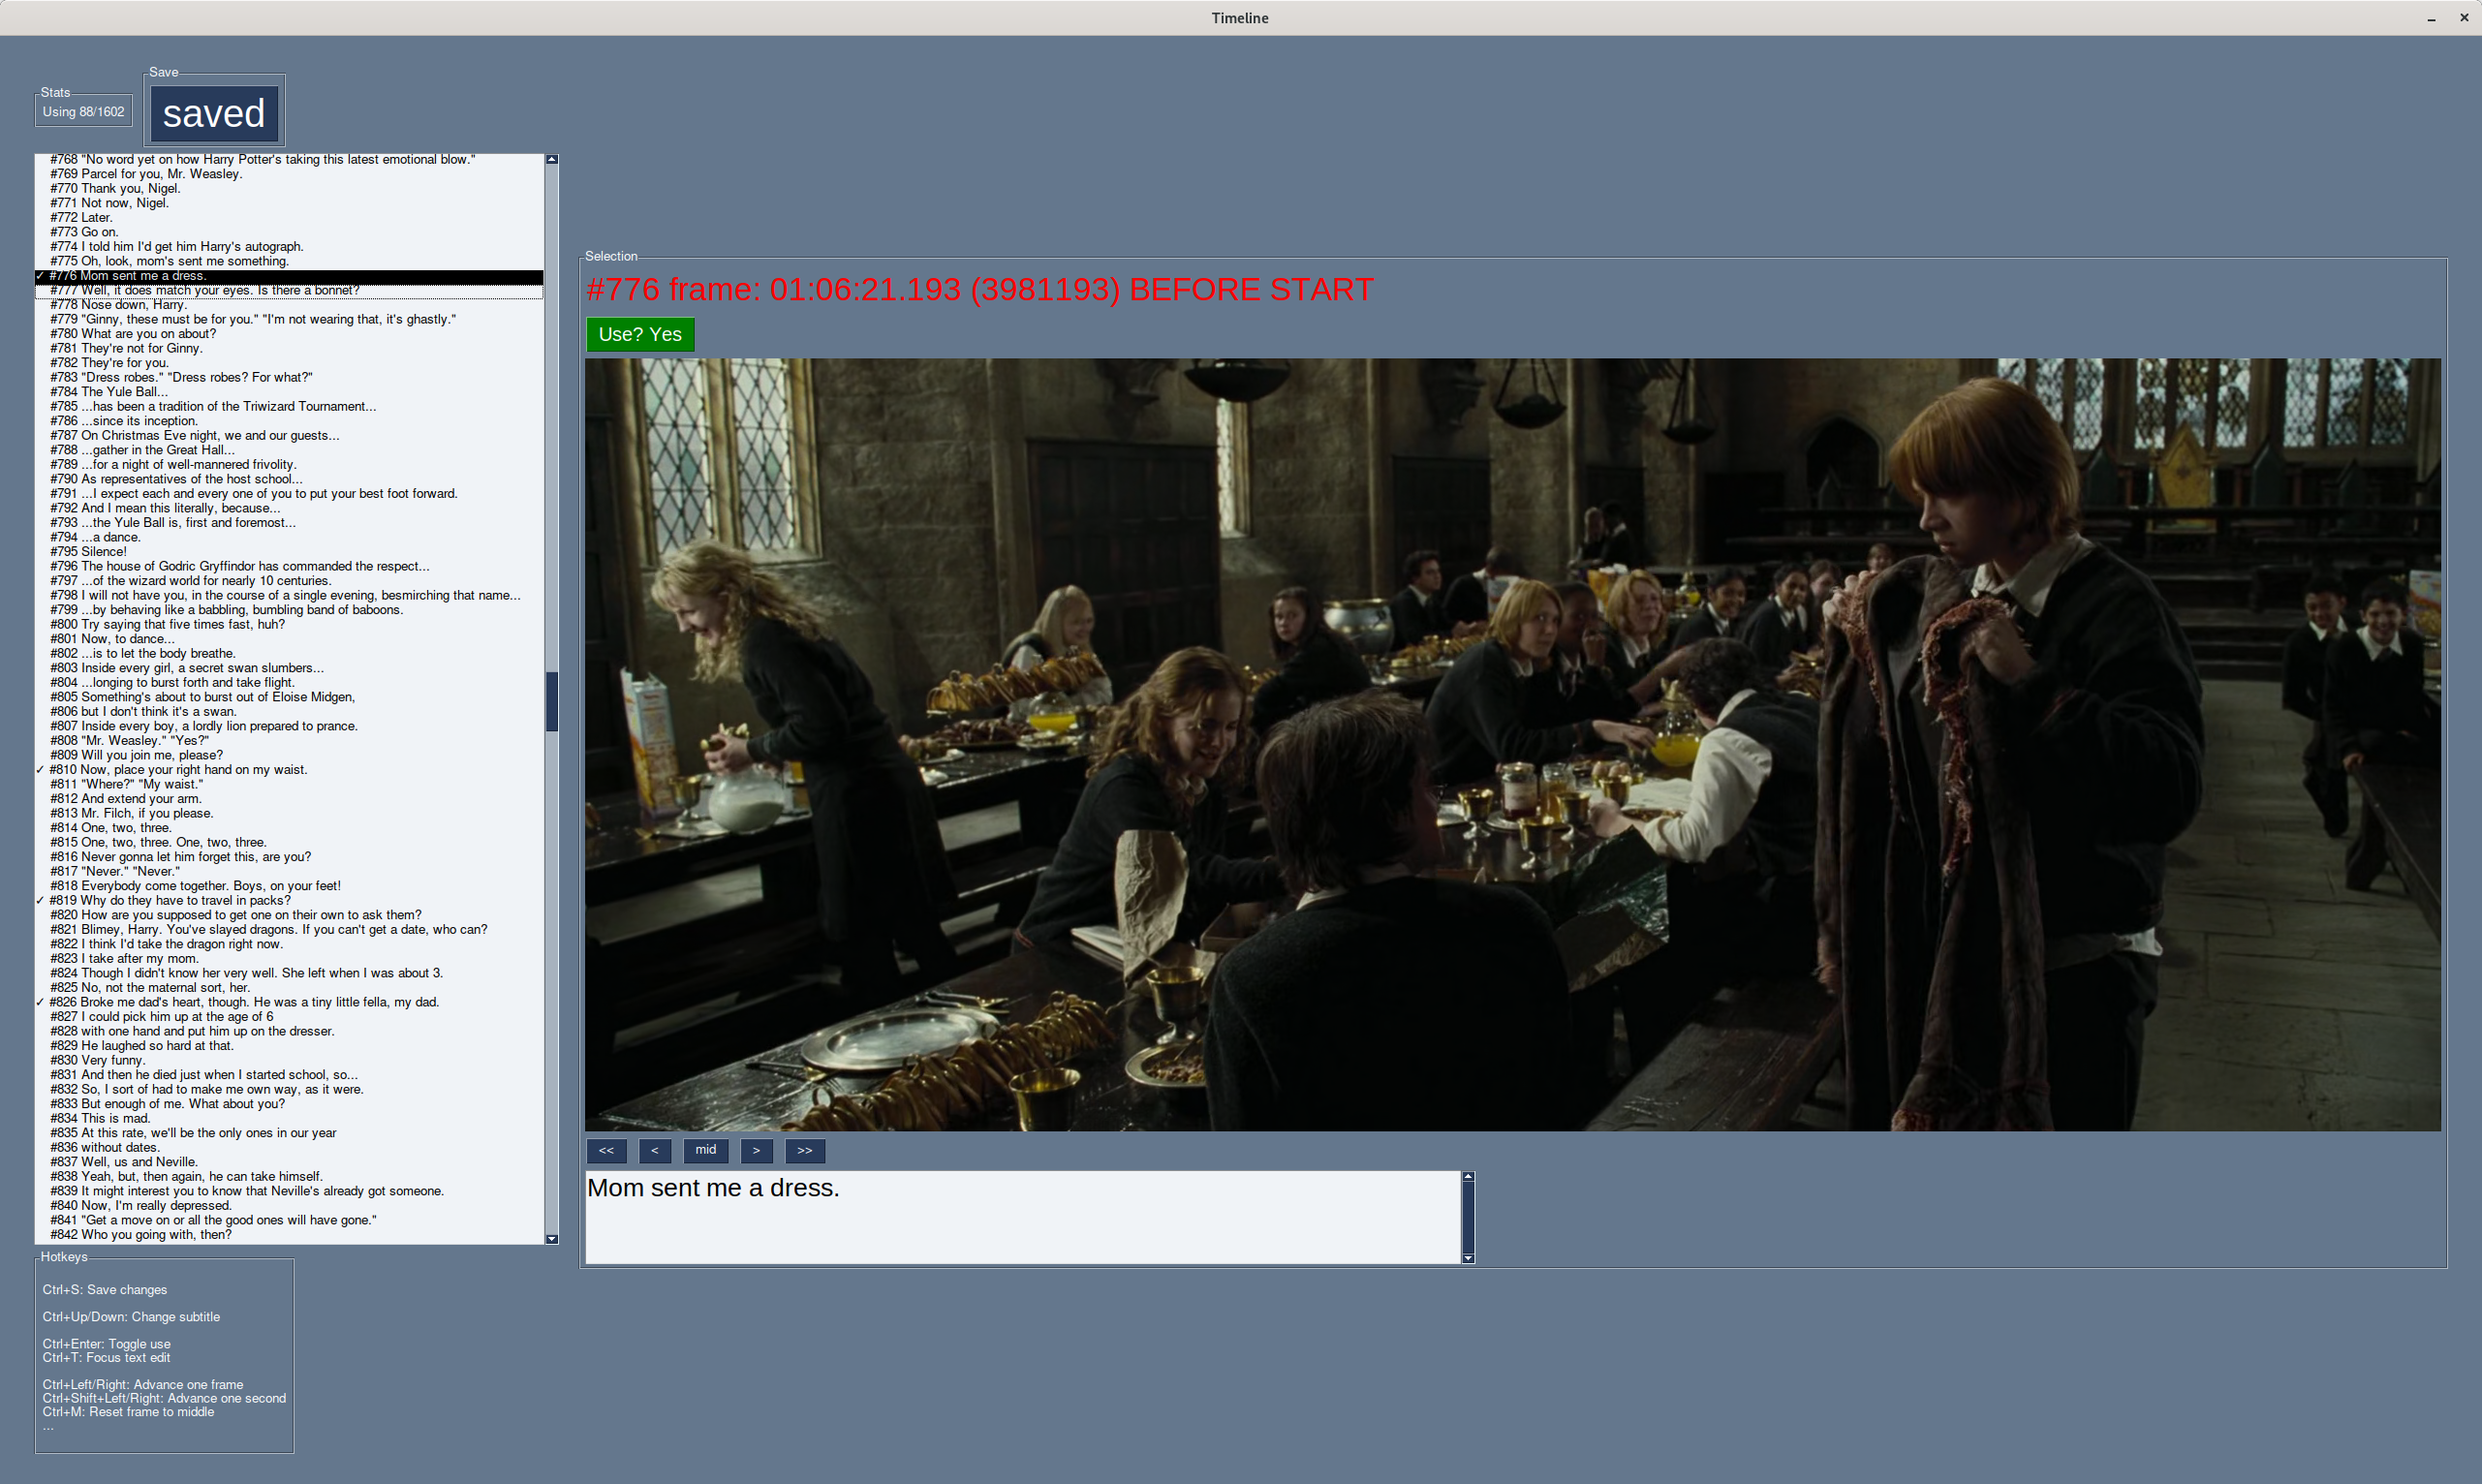 Timeline
Save
Stats
Using 88/1602
saved
#768 "No word yet on how Harry Potter's taking this latest emotional blow."
#769 Parcel for you, Mr. Weasley.
#770 Thank you, Nigel.
#771 Not now, Nigel.
#772 Later.
#773 Go on.
#774 I told him I'd get him Harry's autograph.
#775 Oh, look, mom's sent me something.
✓ #776 Mom sent me a dress.
#777 Well, it does match your eyes. Is there a bonnet?
#778 Nose down, Harry.
#779 "Ginny, these must be for you." "I'm not wearing that, it's ghastly."
#780 What are you on about?
#781 They're not for Ginny.
#782 They're for you.
#783 "Dress robes." "Dress robes? For what?"
#784 The Yule Ball...
#785 ...has been a tradition of the Triwizard Tournament...
#786 ...since its inception.
#787 On Christmas Eve night, we and our guests...
#788 ...gather in the Great Hall...
#789 ...for a night of well-mannered frivolity.
#790 As representatives of the host school...
#791 ...I expect each and every one of you to put your best foot forward.
#792 And I mean this literally, because...
#793 ...the Yule Ball is, first and foremost...
#794 ...a dance.
#795 Silence!
#796 The house of Godric Gryffindor has commanded the respect...
#797 ...of the wizard world for nearly 10 centuries.
#798 I will not have you, in the course of a single evening, besmirching that name...
#799 ...by behaving like a babbling, bumbling band of baboons.
#800 Try saying that five times fast, huh?
#801 Now, to dance...
#802 ...is to let the body breathe.
#803 Inside every girl, a secret swan slumbers...
#804 ...longing to burst forth and take flight.
#805 Something's about to burst out of Eloise Midgen,
#806 but I don't think it's a swan.
#807 Inside every boy, a lordly lion prepared to prance.
#808 "Mr. Weasley." "Yes?"
#809 Will you join me, please?
✓ #810 Now, place your right hand on my waist.
#811 "Where?" "My waist."
#812 And extend your arm.
#813 Mr. Filch, if you please.
#814 One, two, three.
#815 One, two, three. One, two, three.
#816 Never gonna let him forget this, are you?
#817 "Never." "Never."
#818 Everybody come together. Boys, on your feet!
✓ #819 Why do they have to travel in packs?
#820 How are you supposed to get one on their own to ask them?
#821 Blimey, Harry. You've slayed dragons. If you can't get a date, who can?
#822 I think I'd take the dragon right now.
#823 I take after my mom.
#824 Though I didn't know her very well. She left when I was about 3.
#825 No, not the maternal sort, her.
✓ #826 Broke me dad's heart, though. He was a tiny little fella, my dad.
#827 I could pick him up at the age of 6
#828 with one hand and put him up on the dresser.
#829 He laughed so hard at that.
#830 Very funny.
#831 And then he died just when I started school, so...
#832 So, I sort of had to make me own way, as it were.
#833 But enough of me. What about you?
#834 This is mad.
#835 At this rate, we'll be the only ones in our year
#836 without dates.
#837 Well, us and Neville.
#838 Yeah, but, then again, he can take himself.
#839 It might interest you to know that Neville's already got someone.
#840 Now, I'm really depressed.
#841 "Get a move on or all the good ones will have gone."
#842 Who you going with, then?
Selection
#776 frame: 01:06:21.193 (3981193) BEFORE START
Use? Yes
<< < mid > >>
Mom sent me a dress.
Hotkeys
Ctrl+S: Save changes
Ctrl+Up/Down: Change subtitle
Ctrl+Enter: Toggle use
Ctrl+T: Focus text edit
Ctrl+Left/Right: Advance one frame
Ctrl+Shift+Left/Right: Advance one second
Ctrl+M: Reset frame to middle
...